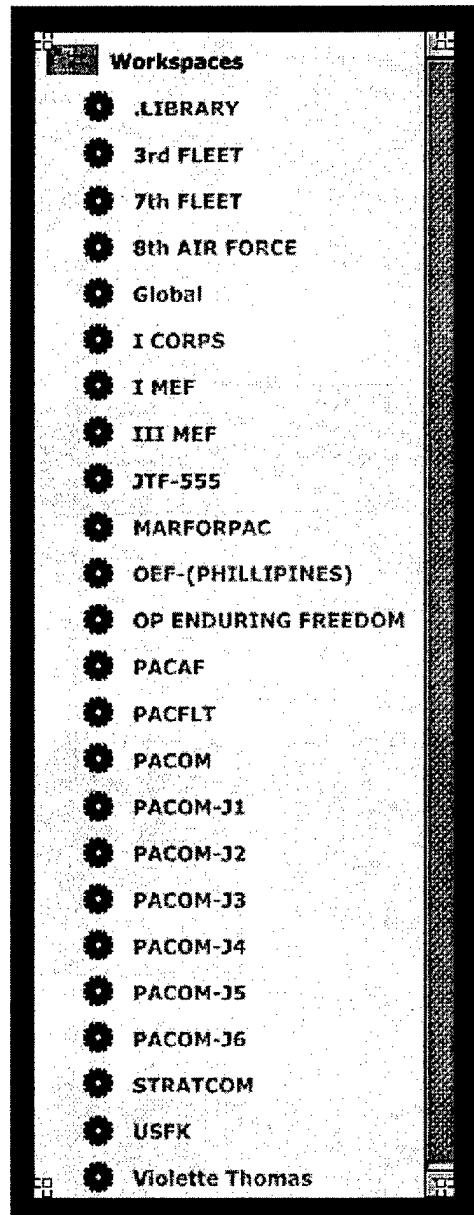 Workspaces
.LIBRARY
3rd FLEET
7th FLEET
8th AIR FORCE
Global
I CORPS
I MEF
III MEF
JTF-555
MARFORPAC
OEF-(PHILLIPINES)
OP ENDURING FREEDOM
PACAF
PACFLT
PACOM
PACOM-J1
PACOM-J2
PACOM-J3
PACOM-J4
PACOM-J5
PACOM-J6
STRATCOM
USFK
Violette Thomas